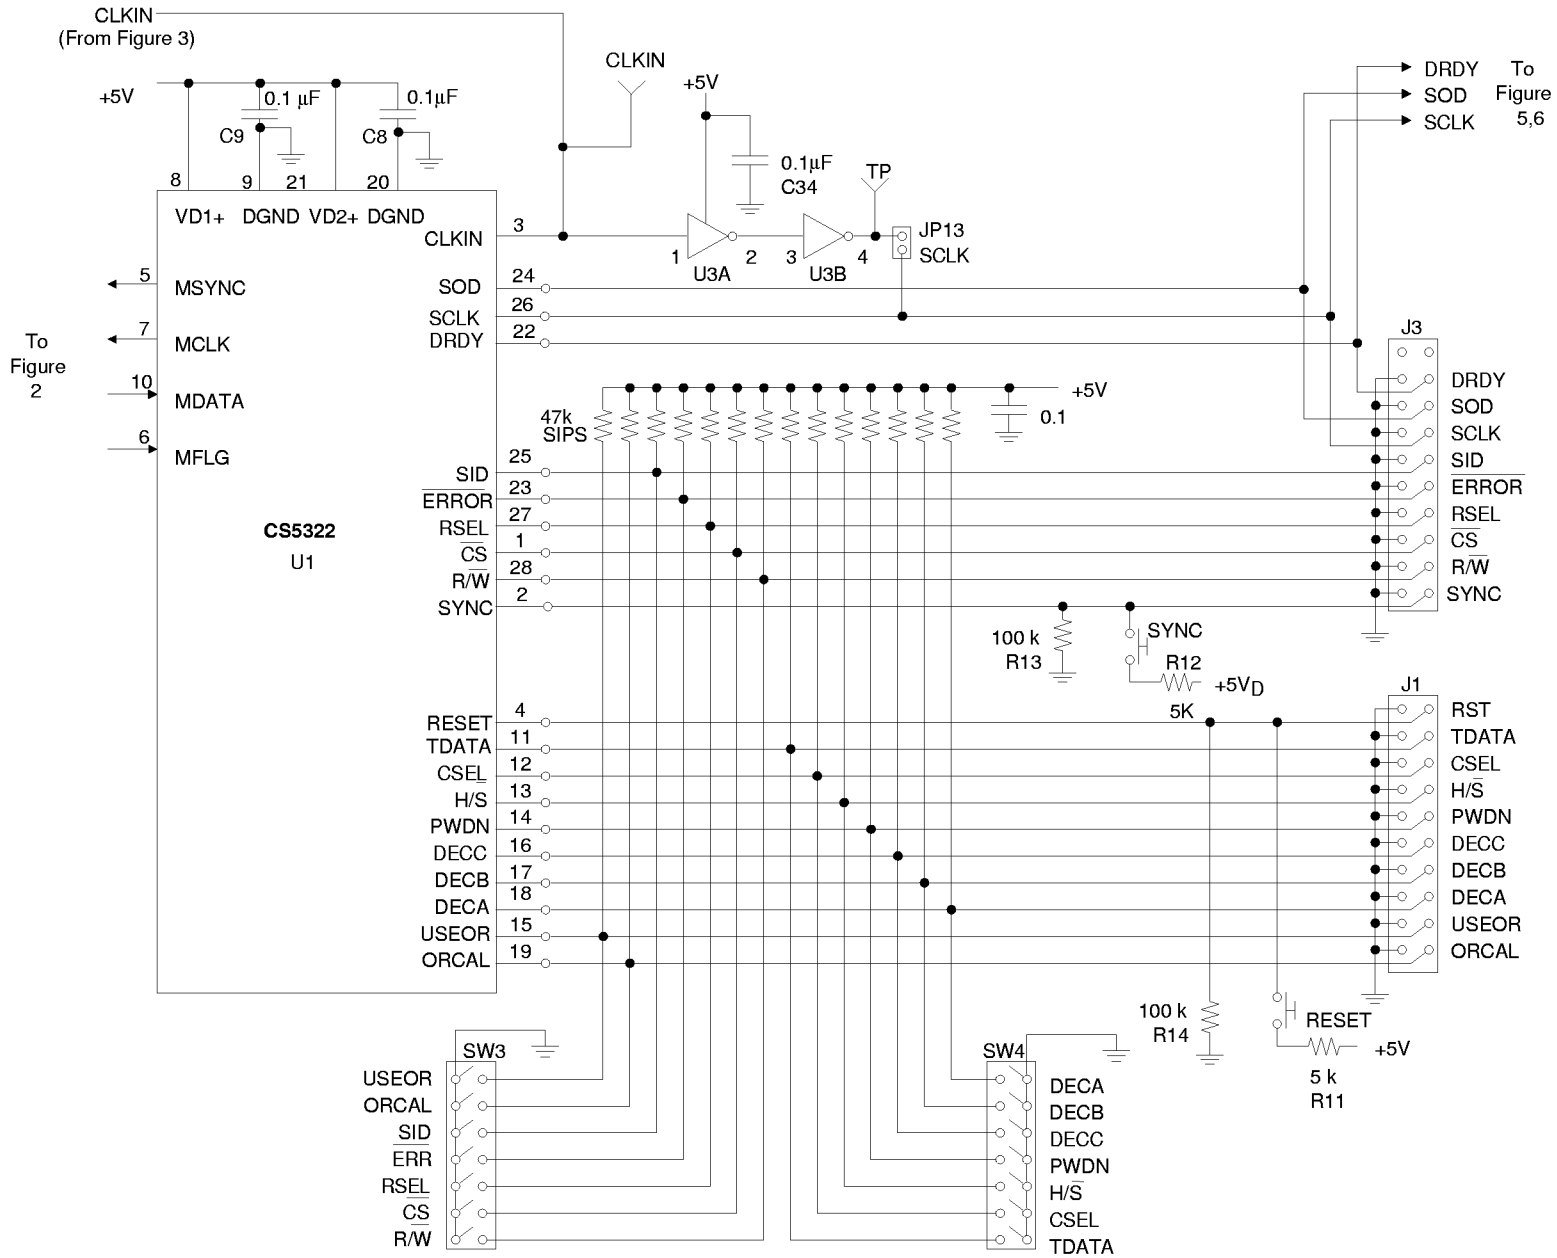 CLKIN
(From Figure 3)
+5V
0.1 µF
C9
0.1µF
C8
CLKIN
+5V
0.1µF
C34
TP
DRDY
SOD
SCLK
To
Figure
5,6
8
9
21
20
VD1+
DGND
VD2+
DGND
CLKIN
3
1
U3A
2
3
U3B
4
JP13
SCLK
5
MSYNC
7
MCLK
10
MDATA
6
MFLG
To
Figure
2
SOD
24
SCLK
26
DRDY
22
J3
DRDY
SOD
SCLK
SID
ERROR
RSEL
CS
R/W
SYNC
47k
SIPS
+5V
0.1
CS5322
U1
SID
25
ERROR
23
RSEL
27
CS
1
R/W
28
SYNC
2
100 k
R13
SYNC
R12
+5VD
5K
RESET
4
TDATA
11
CSEL
12
H/S
13
PWDN
14
DECC
16
DECB
17
DECA
18
USEOR
15
ORCAL
19
J1
RST
TDATA
CSEL
H/S
PWDN
DECC
DECB
DECA
USEOR
ORCAL
100 k
R14
RESET
+5V
5 k
R11
SW3
USEOR
ORCAL
SID
ERR
RSEL
CS
R/W
SW4
DECA
DECB
DECC
PWDN
H/S
CSEL
TDATA